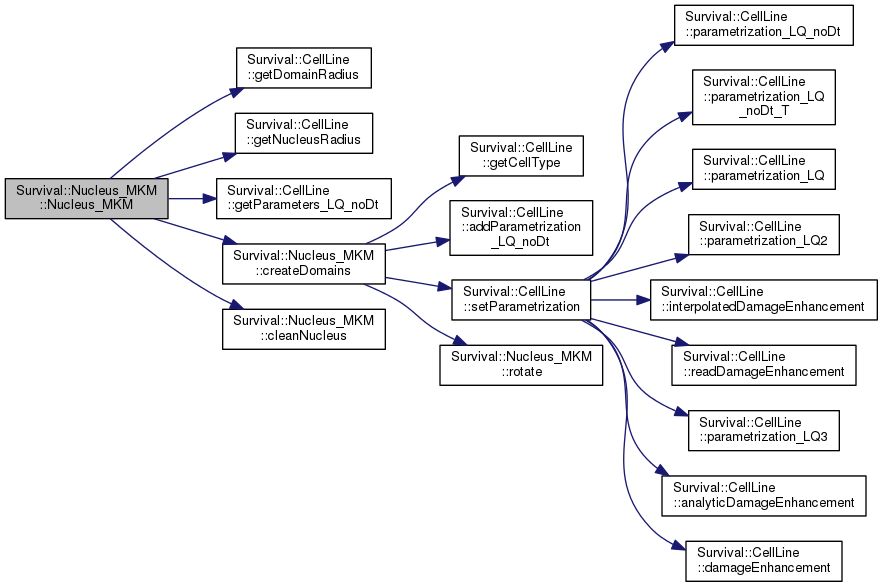 Survival::Nucleus_MKM
::Nucleus_MKM
Survival::CellLine
::getDomainRadius
Survival::CellLine
::getNucleusRadius
Survival::CellLine
::getParameters_LQ_noDt
Survival::Nucleus_MKM
::createDomains
Survival::Nucleus_MKM
::cleanNucleus
Survival::CellLine
::getCellType
Survival::CellLine
::addParametrization
_LQ_noDt
Survival::CellLine
::setParametrization
Survival::Nucleus_MKM
::rotate
Survival::CellLine
::parametrization_LQ_noDt
Survival::CellLine
::parametrization_LQ
_noDt_T
Survival::CellLine
::parametrization_LQ
Survival::CellLine
::parametrization_LQ2
Survival::CellLine
::interpolatedDamageEnhancement
Survival::CellLine
::readDamageEnhancement
Survival::CellLine
::parametrization_LQ3
Survival::CellLine
::analyticDamageEnhancement
Survival::CellLine
::damageEnhancement